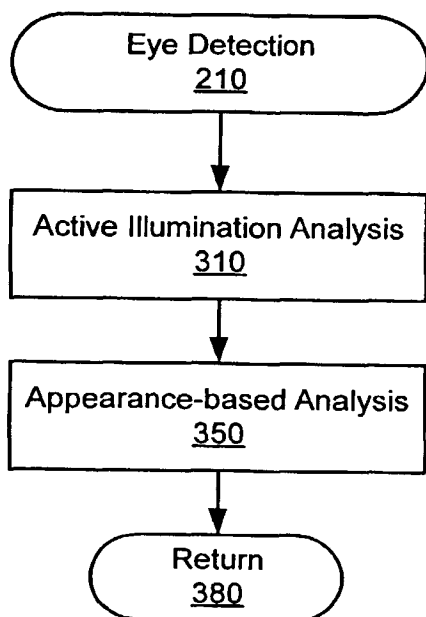 Eye Detection
210
Active Illumination Analysis
310
Appearance-based Analysis
350
Return
380